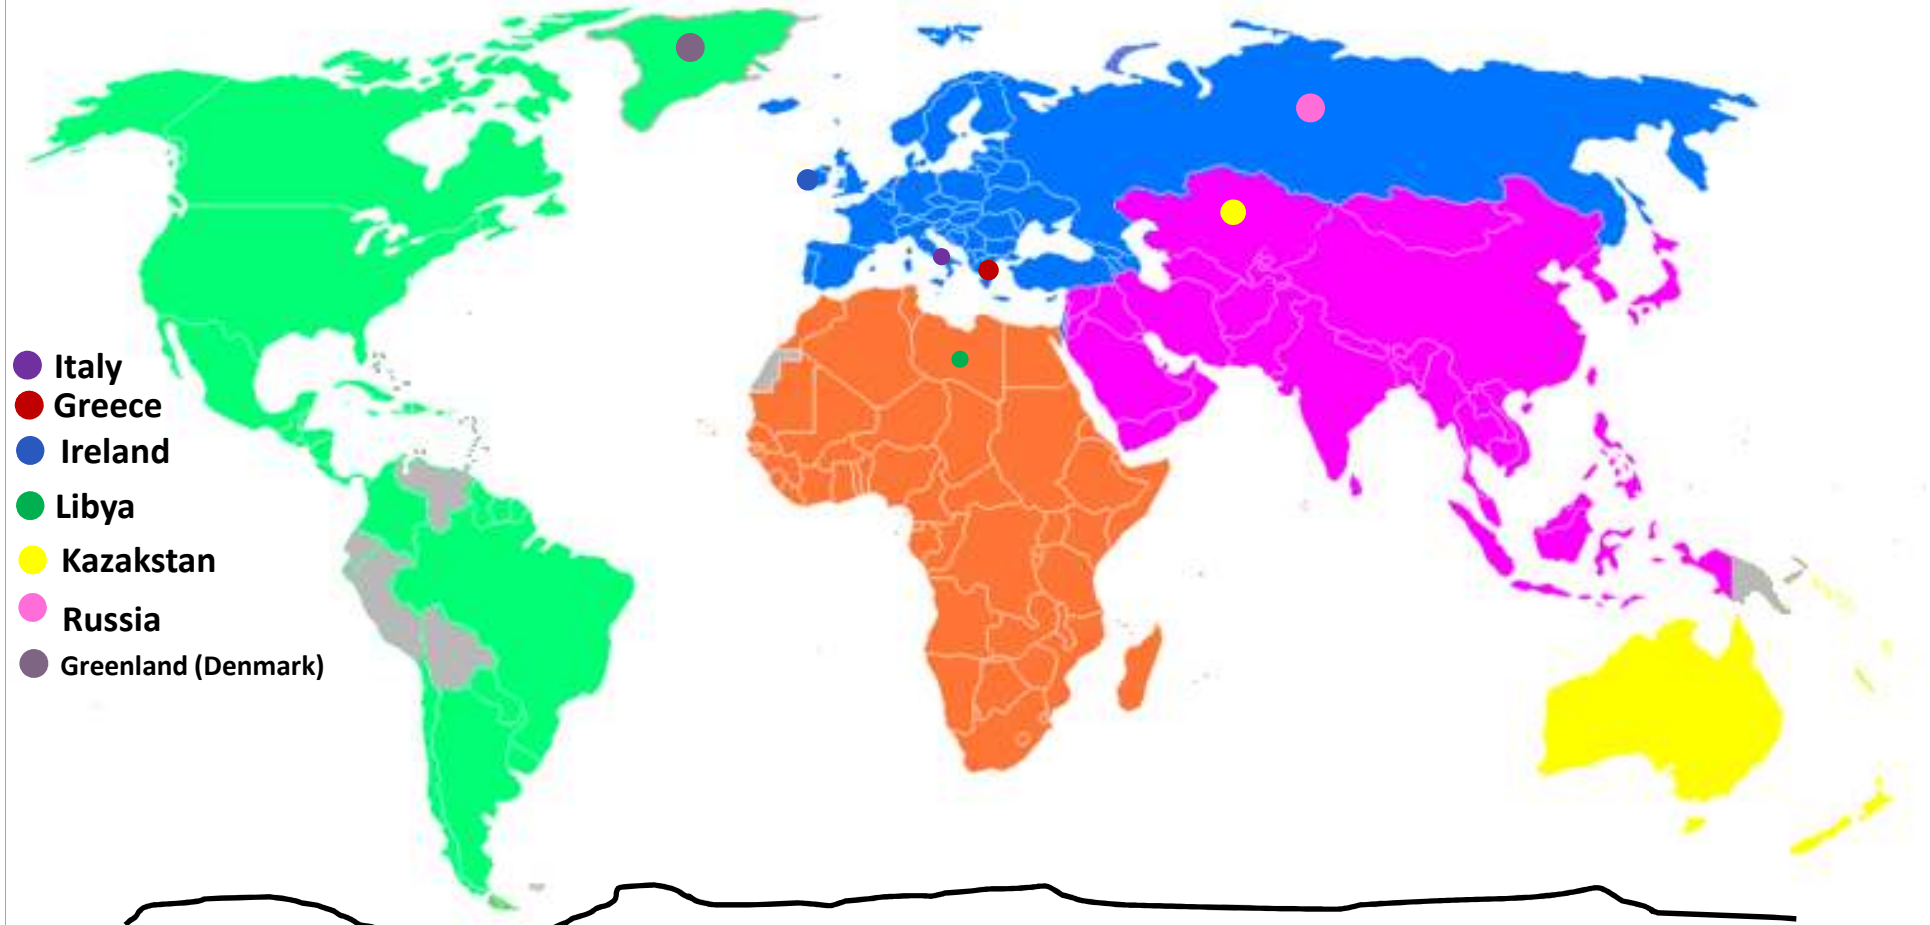 Italy
Greece
Ireland
Libya
Kazakstan
Russia
Greenland (Denmark)